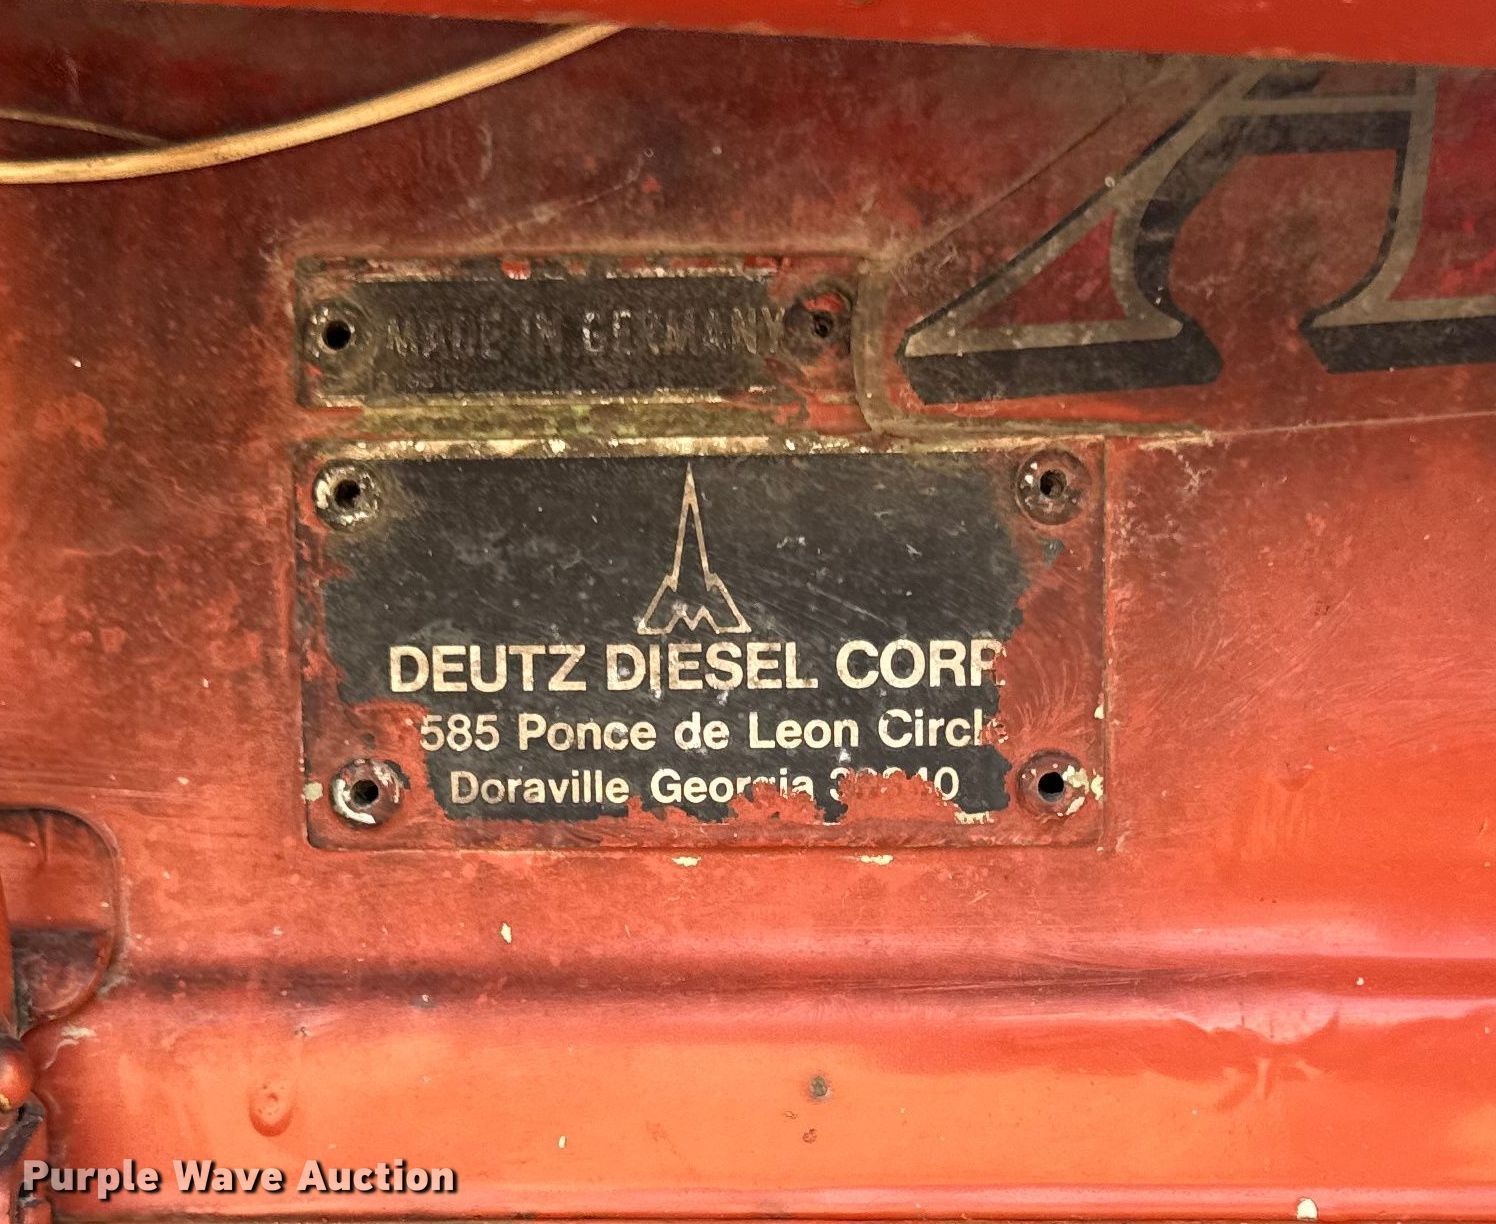 MADE IN GERMANY
DEUTZ DIESEL CORP
585 Ponce de Leon Circle
Doraville Georgia
Purple Wave Auction